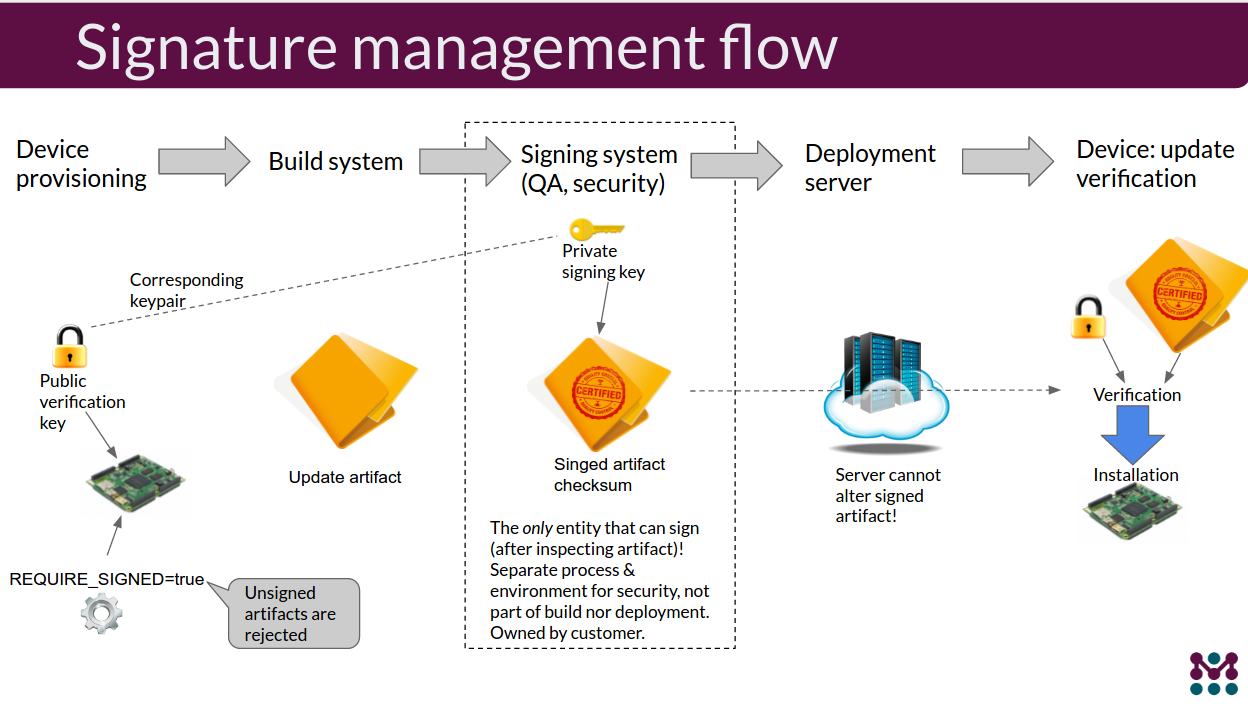 Signature management flow
Device
provisioning
Build system
Signing system
(QA, security)
Deployment
server
Device: update
verification
Private
signing key
Corresponding
keypair
Public
verification
key
Update artifact
CERTIFIED
Singed artifact
checksum
Server cannot
alter signed
artifact!
CERTIFIED
Verification
Installation
The only entity that can sign
(after inspecting artifact)!
Separate process &
environment for security, not
part of build nor deployment.
Owned by customer.
REQUIRE_SIGNED=true
Unsigned
artifacts are
rejected